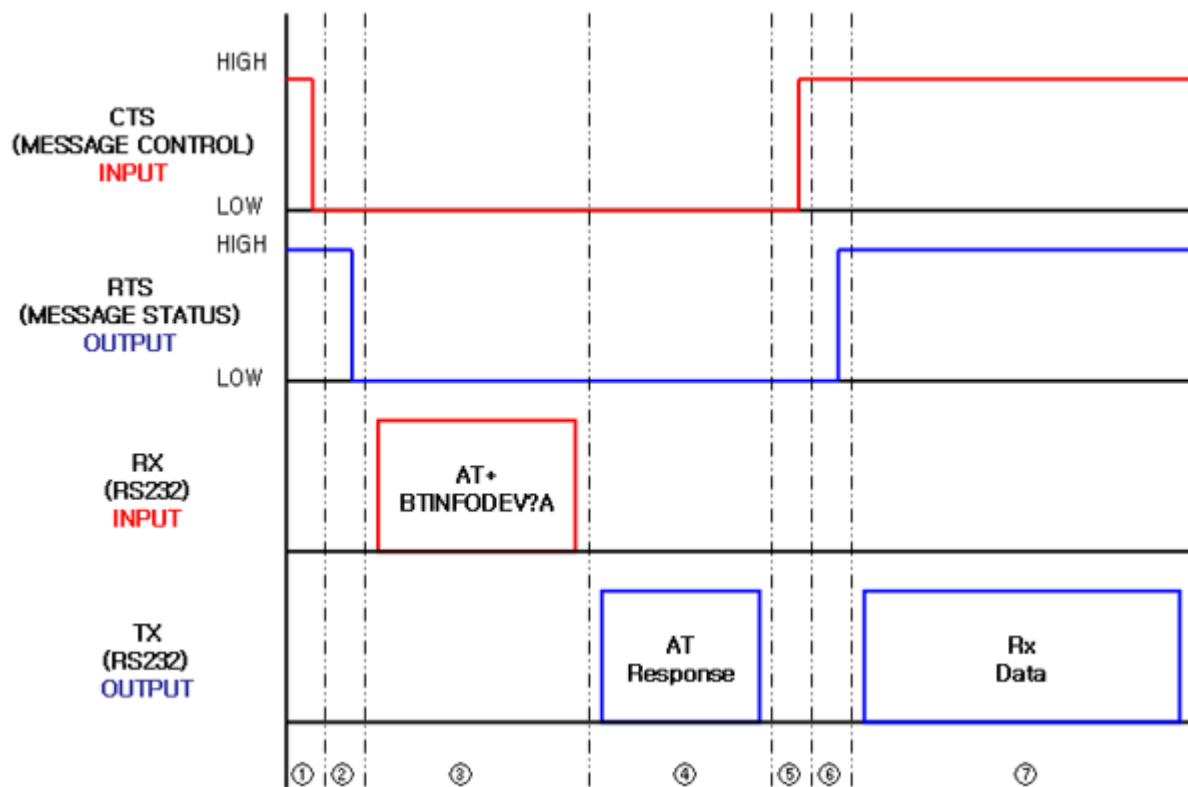 HIGH
CTS
(MESSAGE CONTROL)
INPUT
LOW
HIGH
RTS
(MESSAGE STATUS)
OUTPUT
LOW
RX
(RS232)
INPUT
AT+
BTINFODEV?A
TX
(RS232)
OUTPUT
AT
Response
Rx
Data
① ② ③ ④ ⑤ ⑥ ⑦